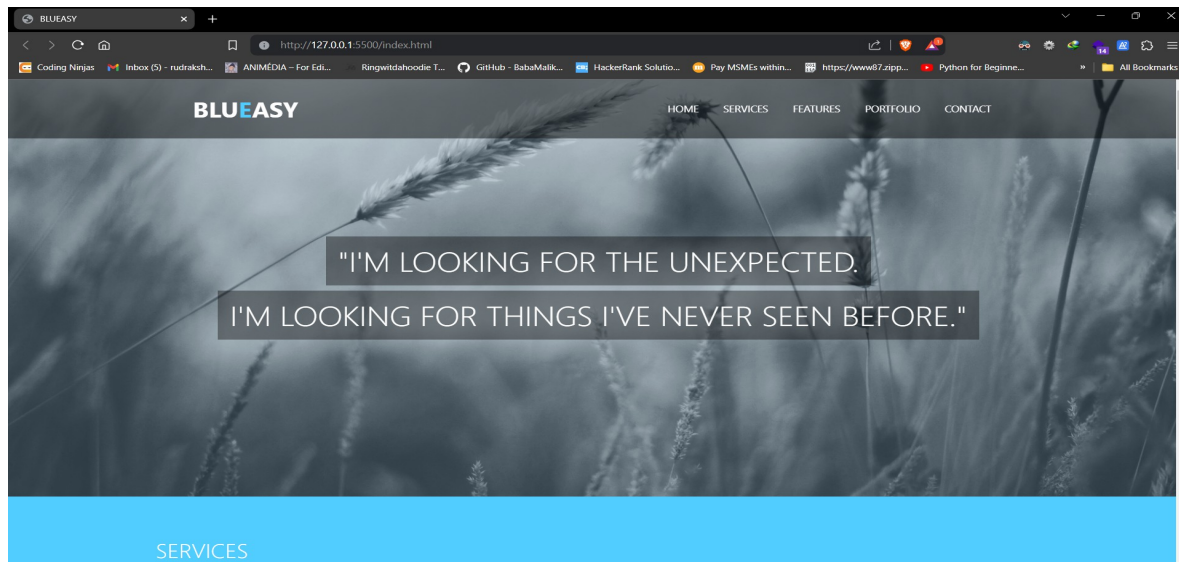 BLUEASY
http://127.0.0.1:5500/index.html
14
Coding Ninjas Inbox (5) - rudraksh... ANIMÉDIA – For Edi... Ringwitdahoodie T... GitHub - BabaMalik... HackerRank Solutio... Pay MSMEs within... https://www87.zipp... Python for Beginne... » All Bookmarks
BLUEASY HOME SERVICES FEATURES PORTFOLIO CONTACT
"I'M LOOKING FOR THE UNEXPECTED.
I'M LOOKING FOR THINGS I'VE NEVER SEEN BEFORE."
SERVICES